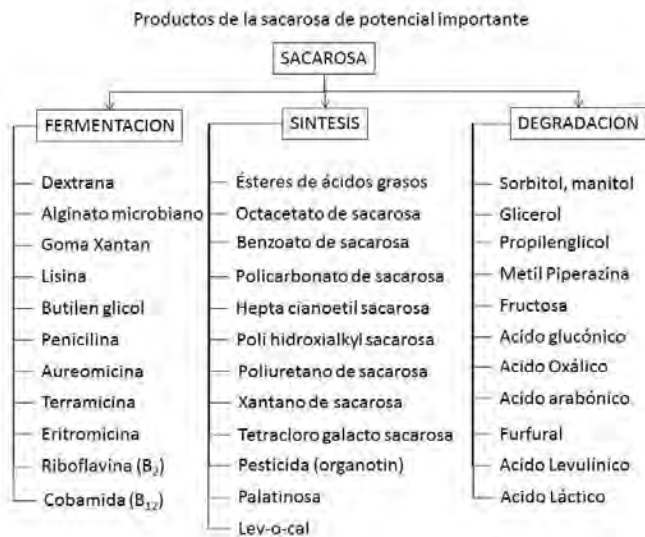 Productos de la sacarosa de potencial importante
SACAROSA
FERMENTACION
Dextrana
Alginato microbiano
Goma Xantan
Lisina
Butilen glicol
Penicilina
Aureomicina
Terramicina
Eritromicina
Riboflavina (B₂)
Cobamida (B₁₂)
SINTESIS
Ésteres de ácidos grasos
Octacetato de sacarosa
Benzoato de sacarosa
Policarbonato de sacarosa
Hepta cianoetil sacarosa
Poli hidroxialkyl sacarosa
Poliuretano de sacarosa
Xantano de sacarosa
Tetracloro galacto sacarosa
Pesticida (organotin)
Palatinosa
Lev-o-cal
DEGRADACION
Sorbitol, manitol
Glicerol
Propilenglicol
Metil Piperazina
Fructosa
Acido glucónico
Acido Oxálico
Acido arabónico
Furfural
Acido Levulínico
Acido Láctico